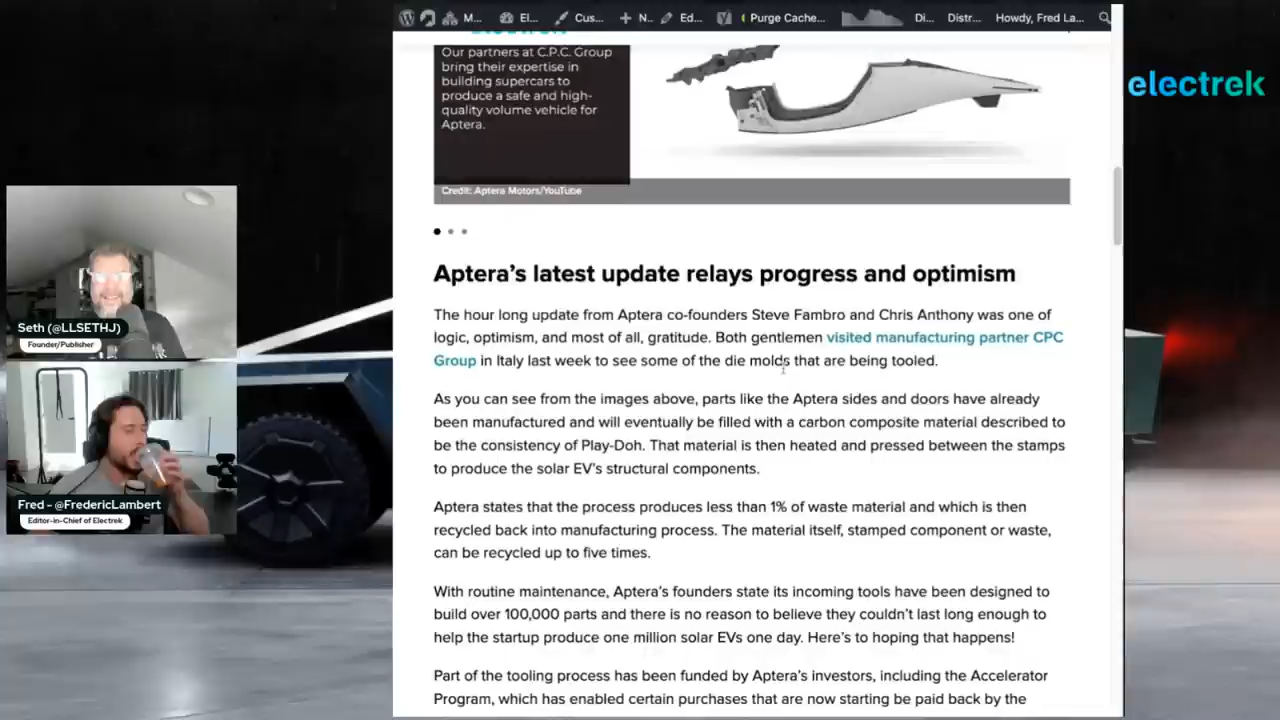 M...
El...
Cus...
N..
Ed...
Purge Cache...
Di...
Distr...
Howdy, Fred La...
electrek
Our partners at C.P.C. Group
bring their expertise in
building supercars to
produce a safe and high-
quality volume vehicle for
Aptera.
Credit: Aptera Motors/YouTube
Aptera’s latest update relays progress and optimism
The hour long update from Aptera co-founders Steve Fambro and Chris Anthony was one of
logic, optimism, and most of all, gratitude. Both gentlemen visited manufacturing partner CPC
Group in Italy last week to see some of the die molds that are being tooled.
As you can see from the images above, parts like the Aptera sides and doors have already
been manufactured and will eventually be filled with a carbon composite material described to
be the consistency of Play-Doh. That material is then heated and pressed between the stamps
to produce the solar EV’s structural components.
Aptera states that the process produces less than 1% of waste material and which is then
recycled back into manufacturing process. The material itself, stamped component or waste,
can be recycled up to five times.
With routine maintenance, Aptera’s founders state its incoming tools have been designed to
build over 100,000 parts and there is no reason to believe they couldn’t last long enough to
help the startup produce one million solar EVs one day. Here’s to hoping that happens!
Part of the tooling process has been funded by Aptera’s investors, including the Accelerator
Program, which has enabled certain purchases that are now starting be paid back by the
Seth (@LLSETHJ)
Founder/Publisher
Fred - @FredericLambert
Editor-in-Chief of Electrek